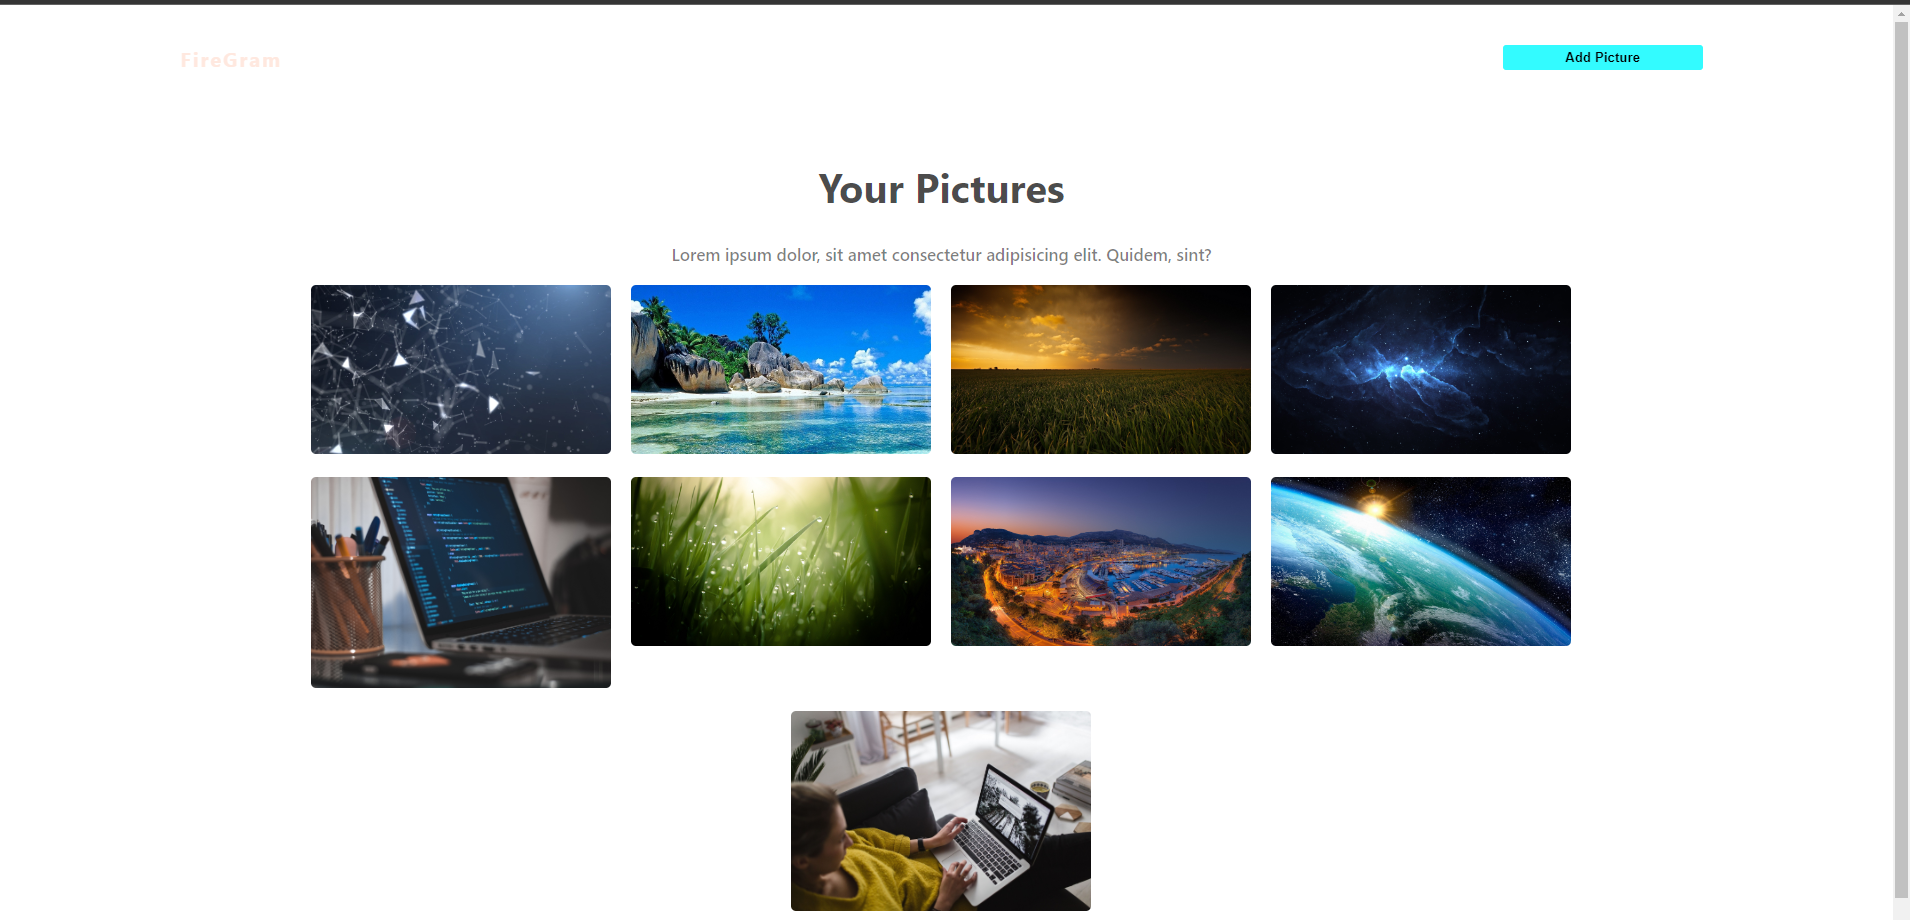 FireGram
Add Picture
Your Pictures
Lorem ipsum dolor, sit amet consectetur adipisicing elit. Quidem, sint?